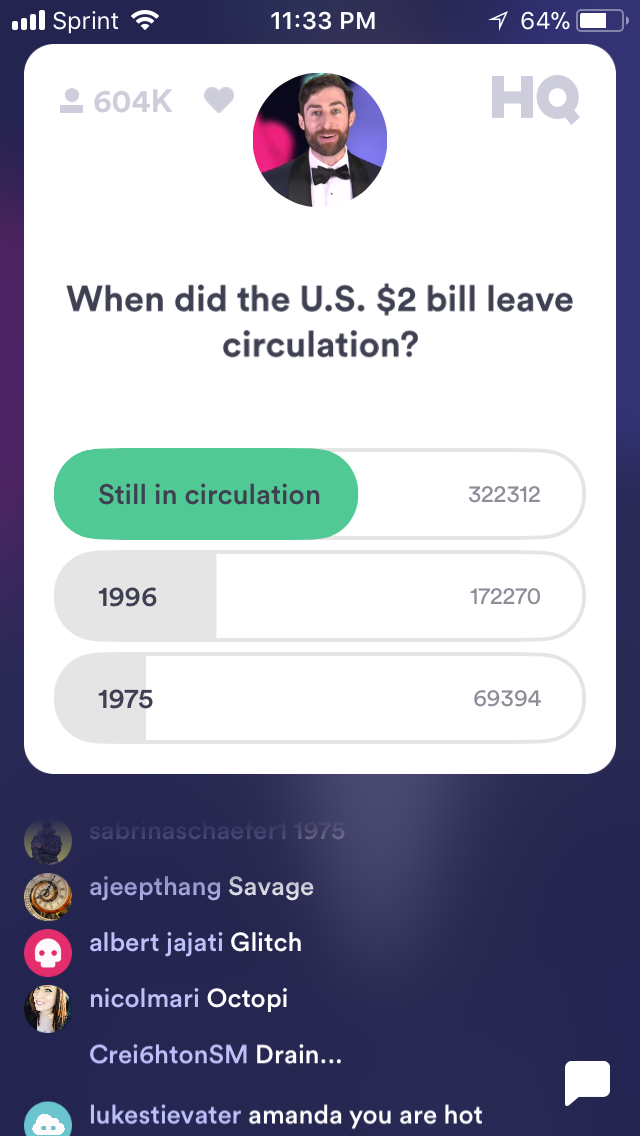 Sprint 11:33 PM 64%
604K HQ
When did the U.S. $2 bill leave
circulation?
Still in circulation 322312
1996 172270
1975 69394
sabrinaschaefer1 1975
ajeepthang Savage
albert jajati Glitch
nicolmari Octopi
Crei6htonSM Drain...
lukestievater amanda you are hot